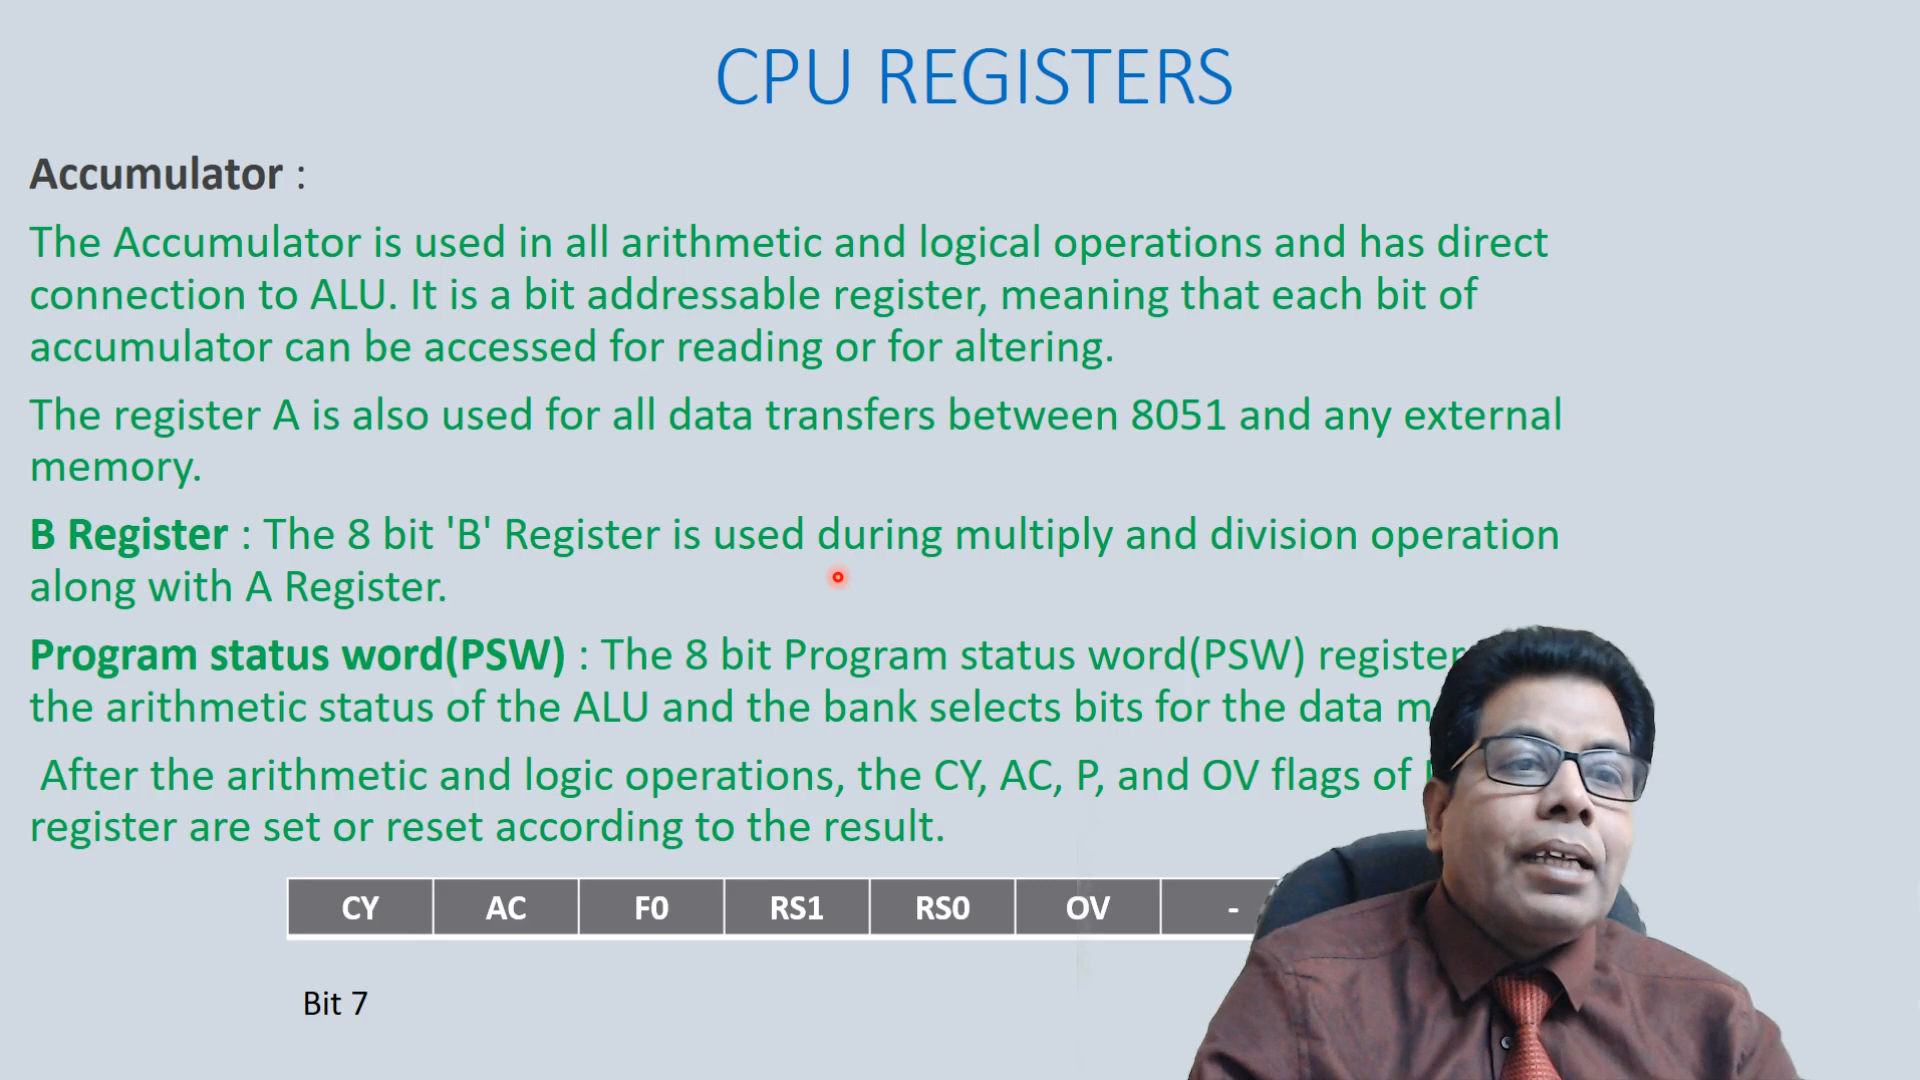 CPU REGISTERS
Accumulator :
The Accumulator is used in all arithmetic and logical operations and has direct
connection to ALU. It is a bit addressable register, meaning that each bit of
accumulator can be accessed for reading or for altering.
The register A is also used for all data transfers between 8051 and any external
memory.
B Register : The 8 bit 'B' Register is used during multiply and division operation
along with A Register.
Program status word(PSW) : The 8 bit Program status word(PSW) register
the arithmetic status of the ALU and the bank selects bits for the data
After the arithmetic and logic operations, the CY, AC, P, and OV flags of
register are set or reset according to the result.
CY AC F0 RS1 RS0 OV -
Bit 7